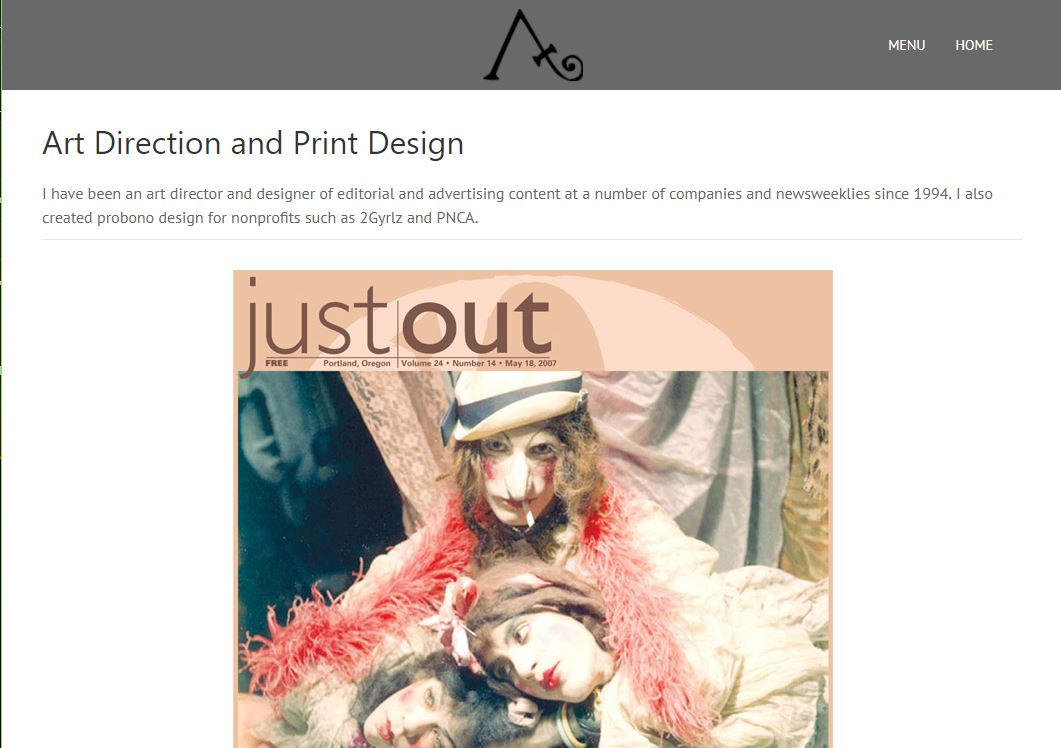 MENU HOME
Art Direction and Print Design
I have been an art director and designer of editorial and advertising content at a number of companies and newsweeklies since 1994. I also
created probono design for nonprofits such as 2Gyrlz and PNCA.
just out
FREE Portland, Oregon Volume 24 • Number 14 • May 18, 2007